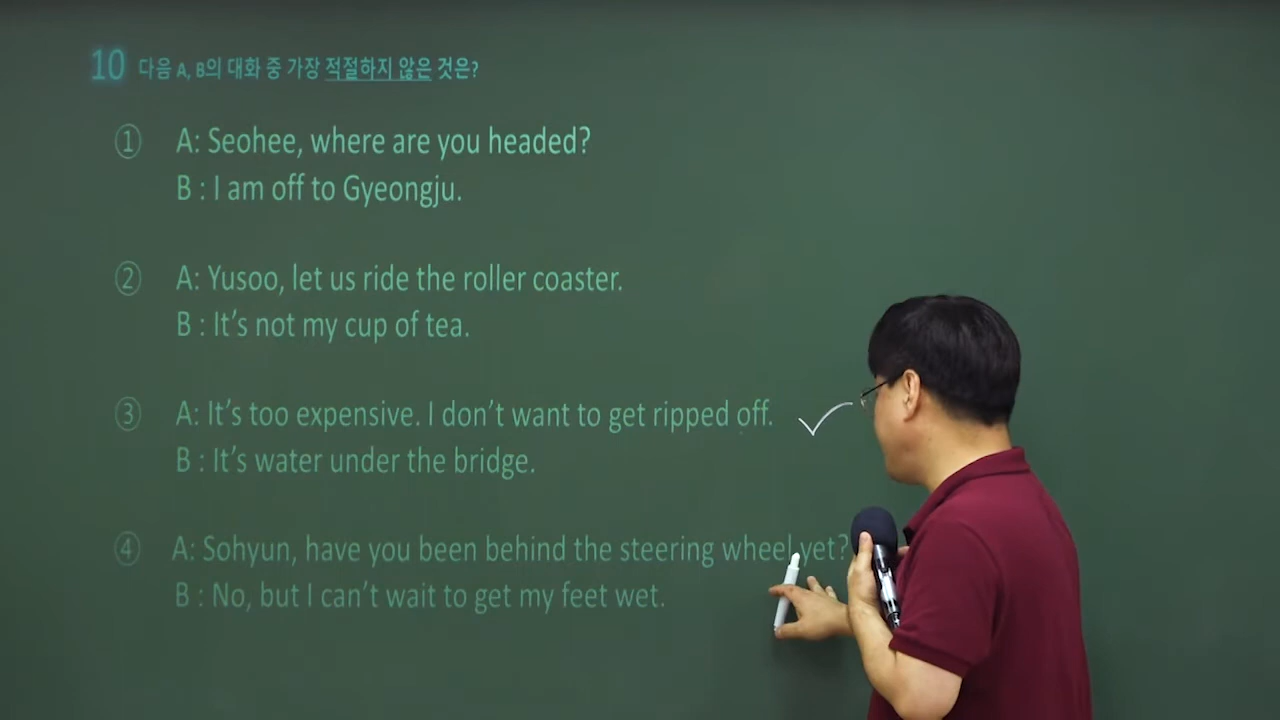 10 다음 A, B의 대화 중 가장 적절하지 않은 것은?
① A: Seohee, where are you headed?
B : I am off to Gyeongju.
② A: Yusoo, let us ride the roller coaster.
B : It's not my cup of tea.
③ A: It's too expensive. I don't want to get ripped off.
B : It's water under the bridge.
④ A: Sohyun, have you been behind the steering wheel yet?
B : No, but I can't wait to get my feet wet.